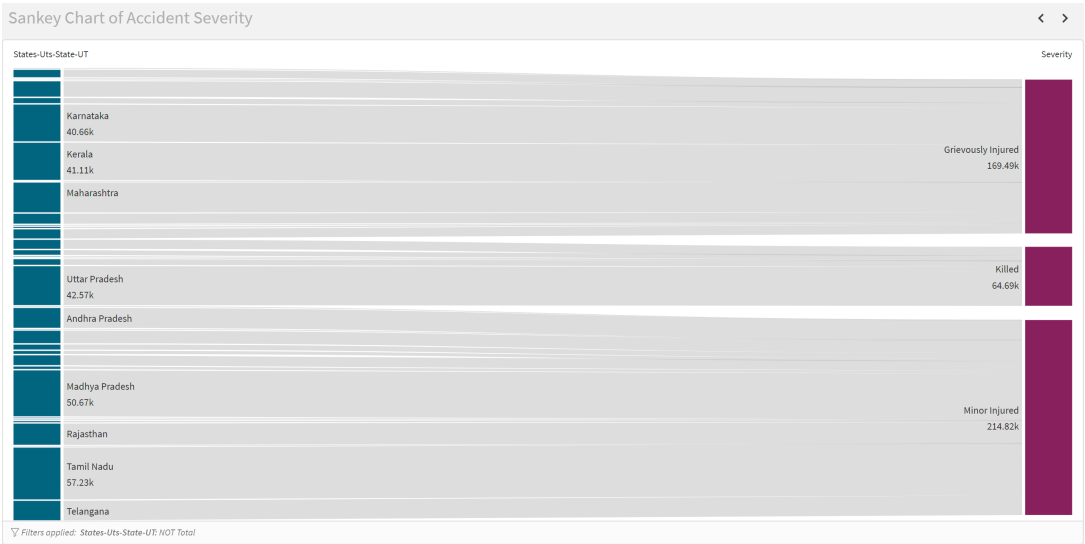 Sankey Chart of Accident Severity
States-Uts-State-UT
Severity
Karnataka
40.66k
Kerala
41.11k
Maharashtra
Uttar Pradesh
42.57k
Andhra Pradesh
Madhya Pradesh
50.67k
Rajasthan
Tamil Nadu
57.23k
Telangana
Grievously Injured
169.49k
Killed
64.69k
Minor Injured
214.82k
Filters applied: States-Uts-State-UT: NOT Total